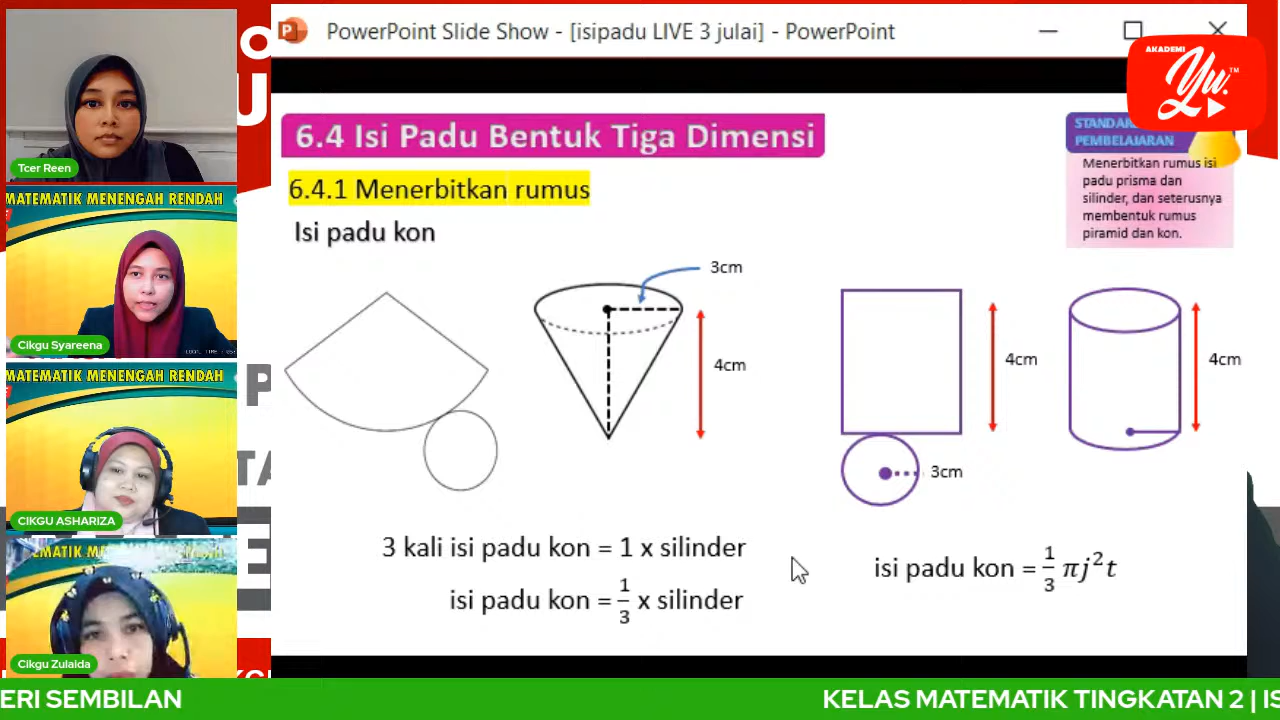 PowerPoint Slide Show - [isipadu LIVE 3 julai] - PowerPoint
AKADEMI
Yu.
TM
6.4 Isi Padu Bentuk Tiga Dimensi
STANDAR
PEMBELAJARAN
Menerbitkan rumus isi
padu prisma dan
silinder, dan seterusnya
membentuk rumus
piramid dan kon.
6.4.1 Menerbitkan rumus
Isi padu kon
3cm
4cm
4cm
3cm
4cm
3 kali isi padu kon = 1 x silinder
isi padu kon = 1/3 x silinder
isi padu kon = 1/3 πj²t
Tcer Reen
MATEMATIK MENENGAH RENDAH
Cikgu Syareena
MATEMATIK MENENGAH RENDAH
CIKGU ASHARIZA
Cikgu Zulaida
ERI SEMBILAN
KELAS MATEMATIK TINGKATAN 2 | IS